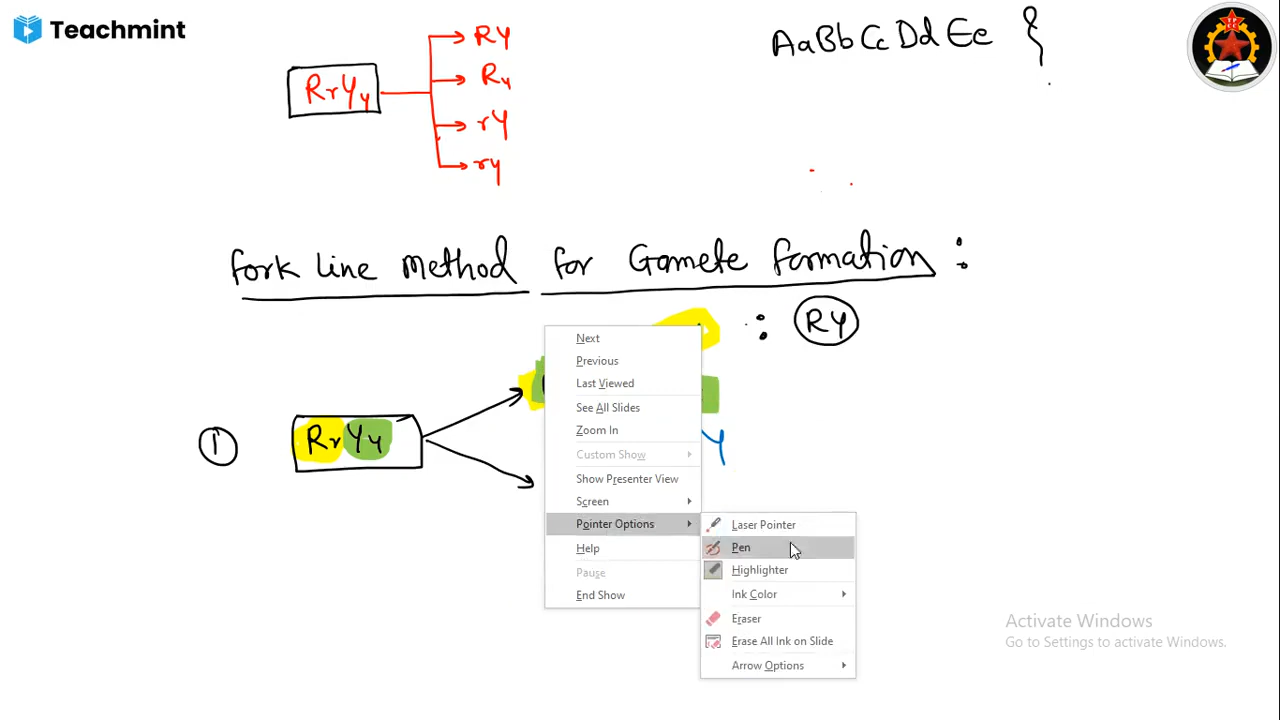 Teachmint
RrYy
RY
Ry
rY
ry
AaBbCcDdEe {
Fork Line Method for Gamete Formation :
: RY
① RrYy
Y
Next
Previous
Last Viewed
See All Slides
Zoom In
Custom Show
Show Presenter View
Screen
Pointer Options
Help
Pause
End Show
Laser Pointer
Pen
Highlighter
Ink Color
Eraser
Erase All Ink on Slide
Arrow Options
Activate Windows
Go to Settings to activate Windows.